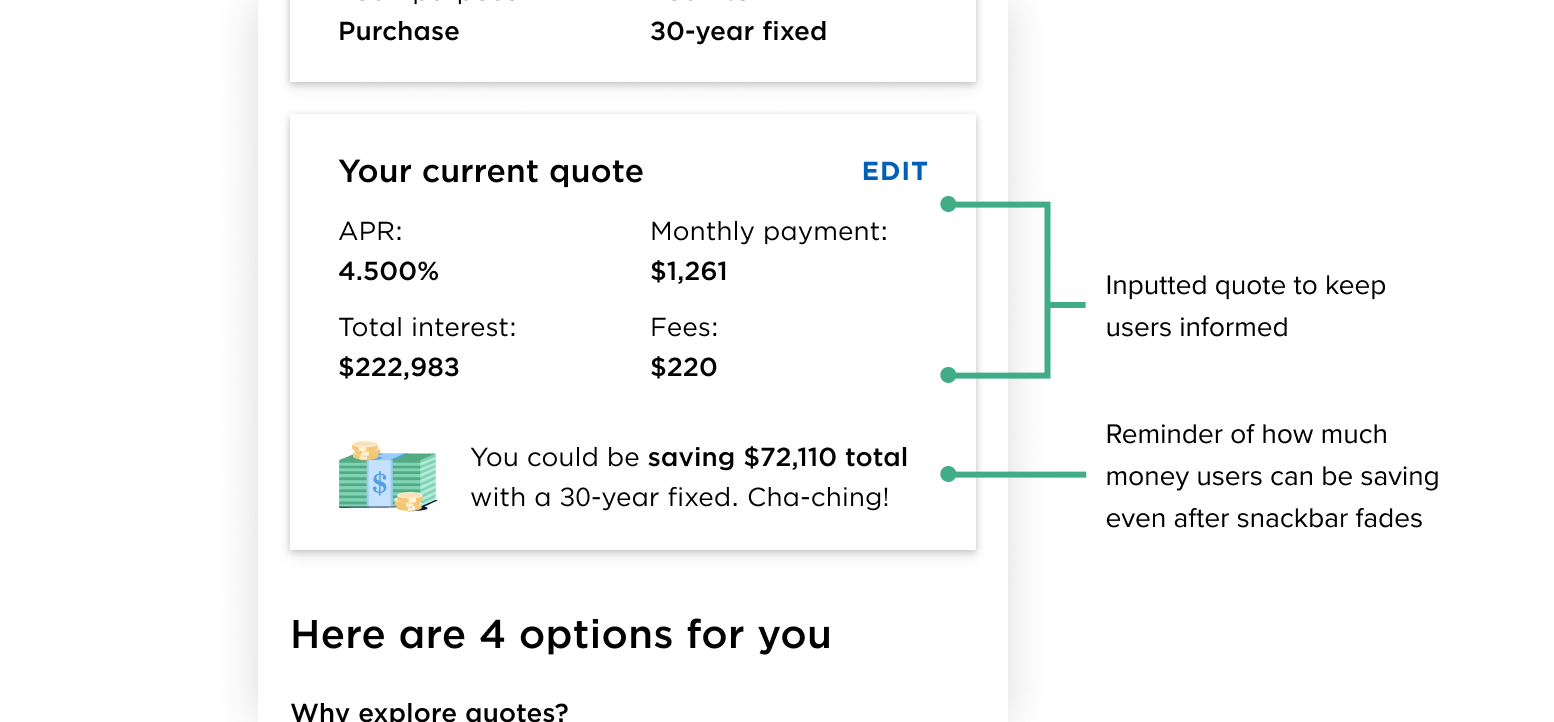 Purchase
30-year fixed
Your current quote
EDIT
APR:
Monthly payment:
4.500%
$1,261
Total interest:
Fees:
$222,983
$220
$
You could be saving $72,110 total
with a 30-year fixed. Cha-ching!
Inputted quote to keep
users informed
Reminder of how much
money users can be saving
even after snackbar fades
Here are 4 options for you
Why explore quotes?